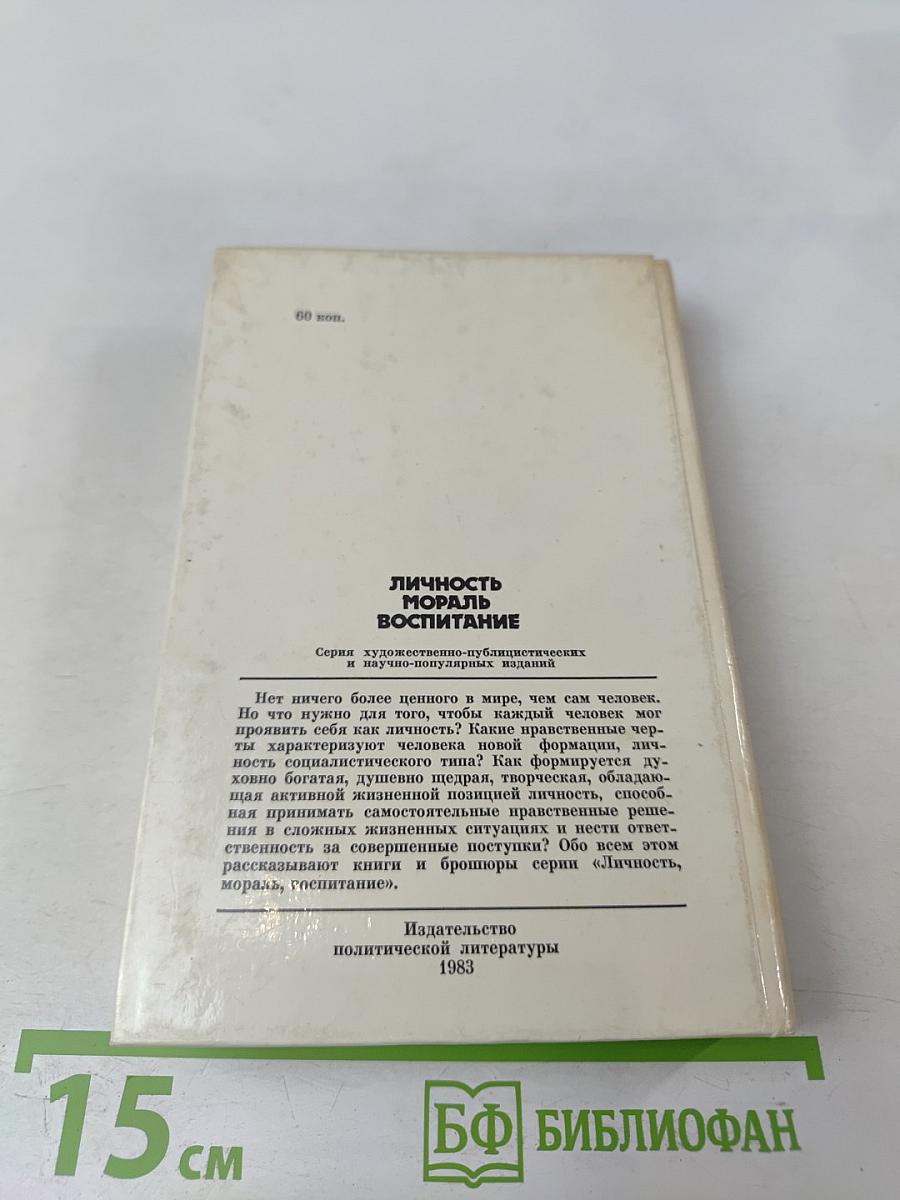 60 коп.
ЛИЧНОСТЬ
МОРАЛЬ
ВОСПИТАНИЕ
Серия художественно-публицистических
и научно-популярных изданий
Нет ничего более ценного в мире, чем сам человек.
Но что нужно для того, чтобы каждый человек мог
проявить себя как личность? Какие нравственные чер-
ты характеризуют человека новой формации, лич-
ность социалистического типа? Как формируется ду-
ховно богатая, душевно щедрая, творческая, обладаю-
щая активной жизненной позицией личность, способ-
ная принимать самостоятельные нравственные реше-
ния в сложных жизненных ситуациях и нести ответ-
ственность за совершенные поступки? Обо всем этом
рассказывают книги и брошюры серии «Личность,
мораль, воспитание».
Издательство
политической литературы
1983
15 см
БФ БИБЛИОФАН